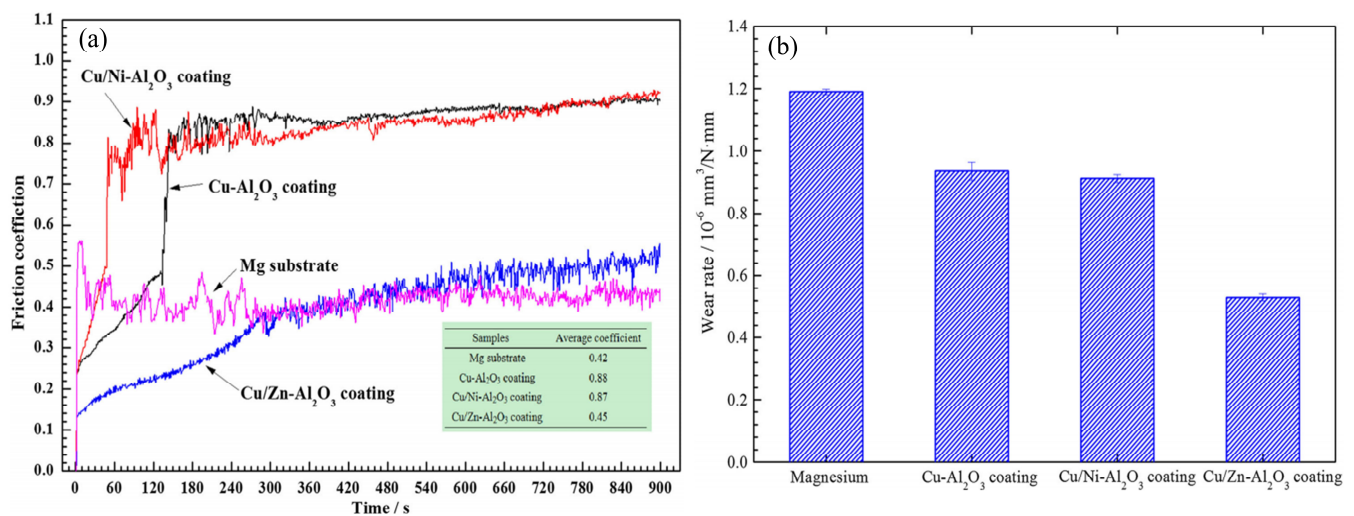 (a)
1.1
1.0
0.9
0.8
0.7
0.6
0.5
0.4
0.3
0.2
0.1
0.0
Friction coeffiction
Cu/Ni-Al₂O₃ coating
Cu-Al₂O₃ coating
Mg substrate
Cu/Zn-Al₂O₃ coating
Samples Average coefficient
Mg substrate 0.42
Cu-Al₂O₃ coating 0.88
Cu/Ni-Al₂O₃ coating 0.87
Cu/Zn-Al₂O₃ coating 0.45
0 60 120 180 240 300 360 420 480 540 600 660 720 780 840 900
Time / s
(b)
1.4
1.2
1.0
0.8
0.6
0.4
0.2
0.0
Wear rate / 10⁻⁶ mm³/N·mm
Magnesium Cu-Al₂O₃ coating Cu/Ni-Al₂O₃ coating Cu/Zn-Al₂O₃ coating